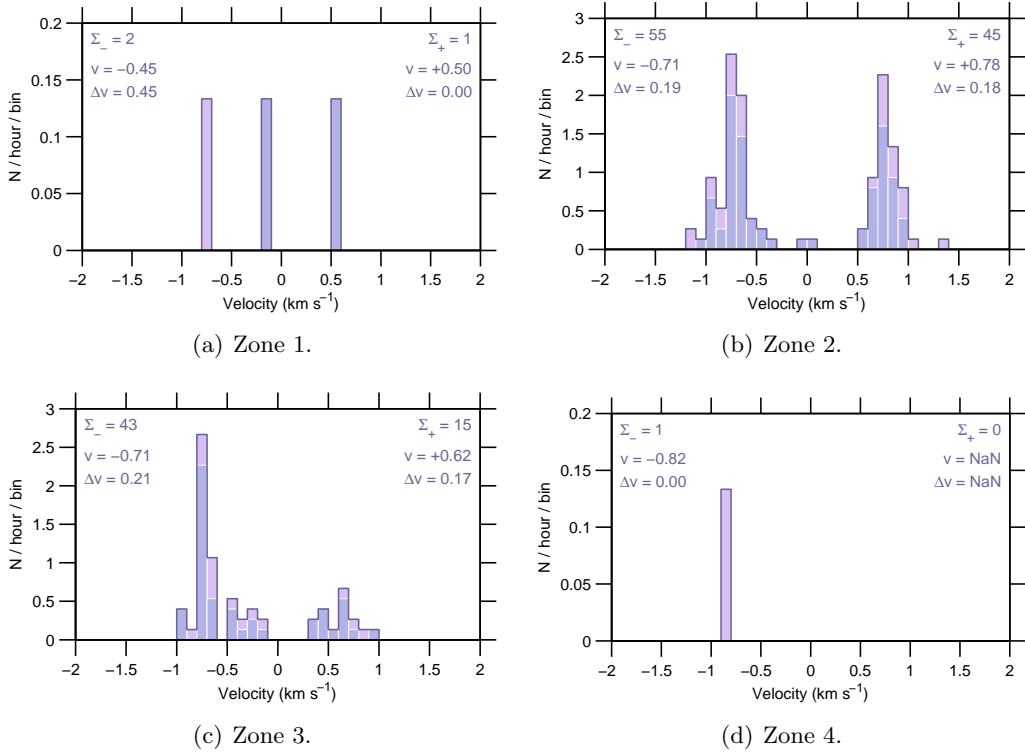 0.2
0.15
0.1
0.05
0
N / hour / bin
Σ− = 2
v = −0.45
Δv = 0.45
Σ+ = 1
v = +0.50
Δv = 0.00
−2 −1.5 −1 −0.5 0 0.5 1 1.5 2
Velocity (km s−1)
(a) Zone 1.
3
2.5
2
1.5
1
0.5
0
N / hour / bin
Σ− = 55
v = −0.71
Δv = 0.19
Σ+ = 45
v = +0.78
Δv = 0.18
−2 −1.5 −1 −0.5 0 0.5 1 1.5 2
Velocity (km s−1)
(b) Zone 2.
3
2.5
2
1.5
1
0.5
0
N / hour / bin
Σ− = 43
v = −0.71
Δv = 0.21
Σ+ = 15
v = +0.62
Δv = 0.17
−2 −1.5 −1 −0.5 0 0.5 1 1.5 2
Velocity (km s−1)
(c) Zone 3.
0.2
0.15
0.1
0.05
0
N / hour / bin
Σ− = 1
v = −0.82
Δv = 0.00
Σ+ = 0
v = NaN
Δv = NaN
−2 −1.5 −1 −0.5 0 0.5 1 1.5 2
Velocity (km s−1)
(d) Zone 4.